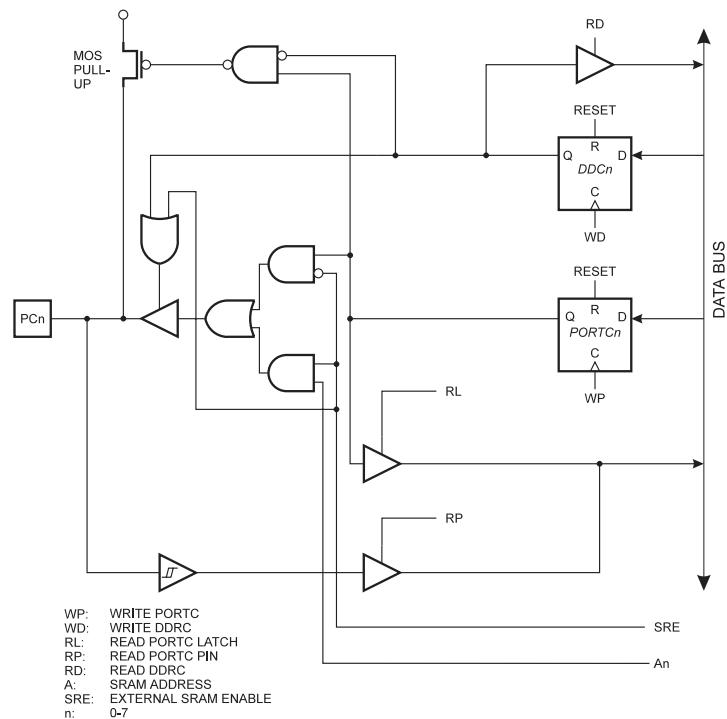 MOS
PULL-
UP
RD
RESET
R
Q
D
DDCn
C
WD
RESET
PCn
R
Q
D
PORTCn
C
WP
DATA BUS
RL
RP
WP: WRITE PORTC
WD: WRITE DDRC
RL: READ PORTC LATCH
RP: READ PORTC PIN
RD: READ DDRC
A: SRAM ADDRESS
SRE: EXTERNAL SRAM ENABLE
n: 0-7
SRE
An